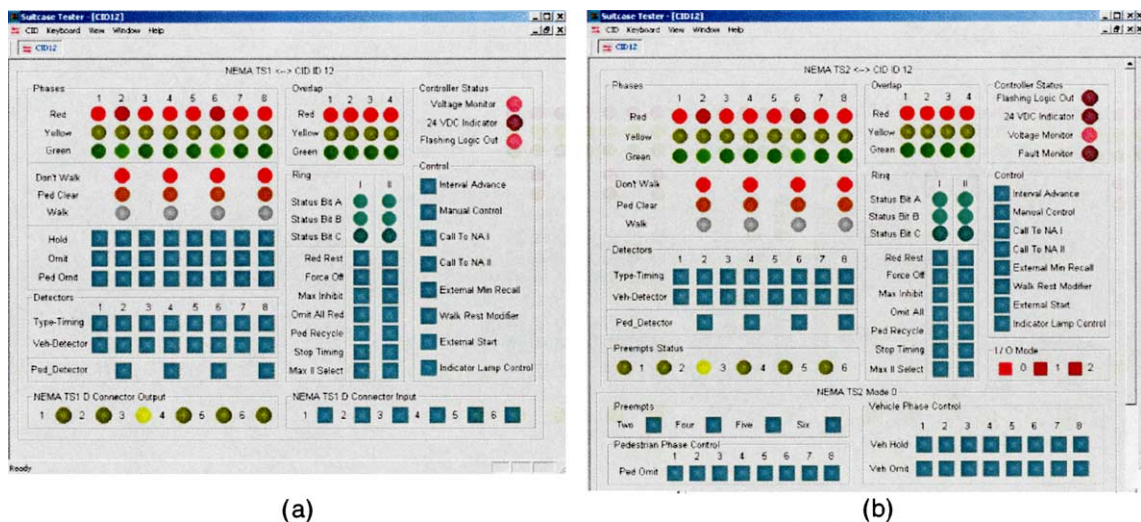 Suitcase Tester - [CID12]
CID Keyboard View Window Help
CID12
NEMA TS1 <--> CID ID 12
Phases
1 2 3 4 5 6 7 8
Red
Yellow
Green
Don't Walk
Ped Clear
Walk
Hold
Omit
Ped Omit
Detectors
1 2 3 4 5 6 7 8
Type-Timing
Veh-Detector
Ped_Detector
NEMA TS1 D Connector Output
1 2 3 4 5 6 7
Overlap
1 2 3 4
Red
Yellow
Green
Ring
I II
Status Bit A
Status Bit B
Status Bit C
Red Rest
Force Off
Max Inhibit
Omit All Red
Ped Recycle
Stop Timing
Max II Select
NEMA TS1 D Connector Input
1 2 3 4 5 6 7
Controller Status
Voltage Monitor
24 VDC Indicator
Flashing Logic Out
Control
Interval Advance
Manual Control
Call To NA I
Call To NA II
External Min Recall
Walk Rest Modifier
External Start
Indicator Lamp Control
Ready
(a)
Suitcase Tester - [CID12]
CID Keyboard View Window Help
CID12
NEMA TS2 <--> CID ID 12
Phases
1 2 3 4 5 6 7 8
Red
Yellow
Green
Don't Walk
Ped Clear
Walk
Detectors
1 2 3 4 5 6 7 8
Type-Timing
Veh-Detector
Ped_Detector
Preempts Status
1 2 3 4 5 6
Overlap
1 2 3 4
Red
Yellow
Green
Ring
I II
Status Bit A
Status Bit B
Status Bit C
Red Rest
Force Off
Max Inhibit
Omit All
Ped Recycle
Stop Timing
Max II Select
Controller Status
Flashing Logic Out
24 VDC Indicator
Voltage Monitor
Fault Monitor
Control
Interval Advance
Manual Control
Call To NA I
Call To NA II
External Min Recall
Walk Rest Modifier
External Start
Indicator Lamp Control
I / O Mode
0 1 2
NEMA TS2 Mode 0
Preempts
Two Four Five Six
Pedestrian Phase Control
1 2 3 4 5 6 7 8
Ped Omit
Vehicle Phase Control
1 2 3 4 5 6 7 8
Veh Hold
Veh Omit
(b)